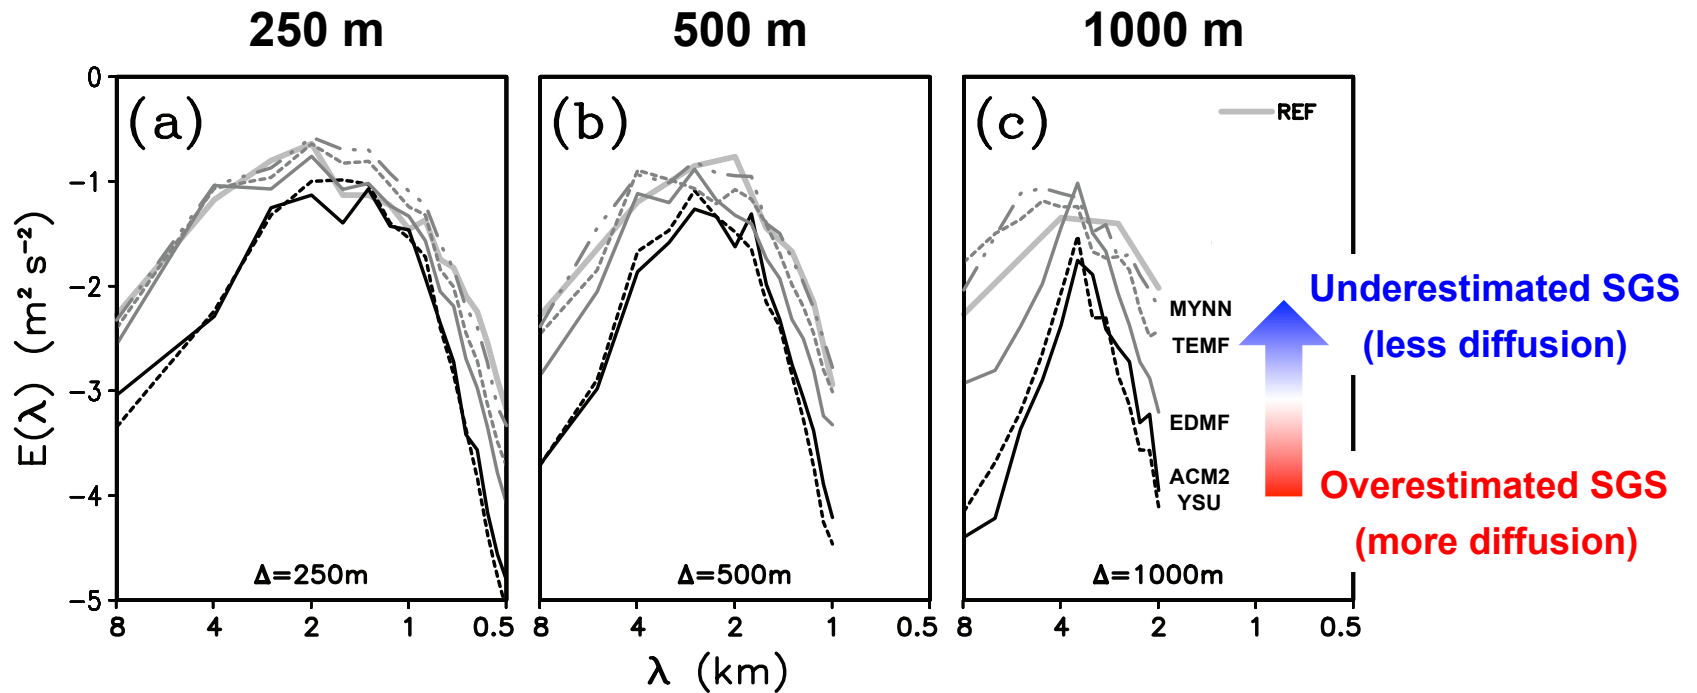 250 m
500 m
1000 m
(a)
(b)
(c)
REF
0
-1
-2
-3
-4
-5
E(λ) (m² s⁻²)
MYNN
TEMF
EDMF
ACM2
YSU
Underestimated SGS
(less diffusion)
Overestimated SGS
(more diffusion)
Δ=250m
Δ=500m
Δ=1000m
8 4 2 1 0.5
8 4 2 1 0.5
8 4 2 1 0.5
λ (km)